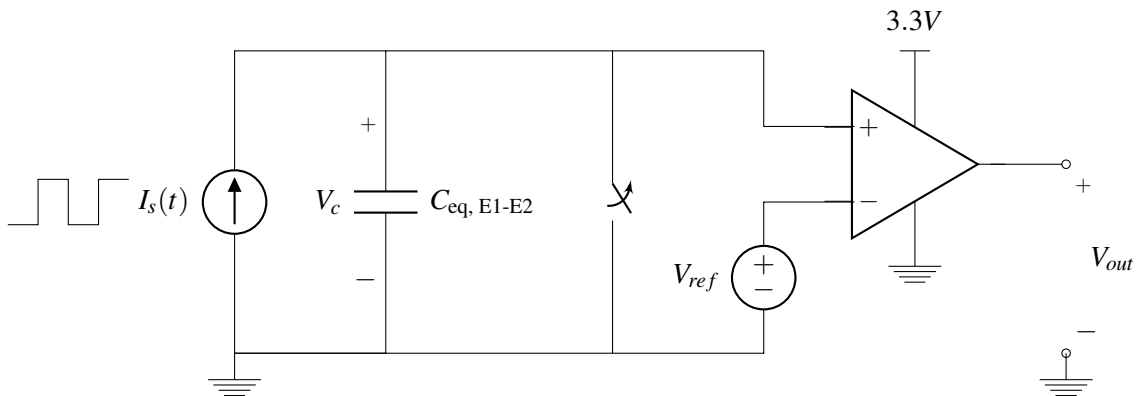 3.3V
+
+
I_s(t)
V_c
C_eq, E1-E2
−
−
+
−
V_ref
+
V_out
−